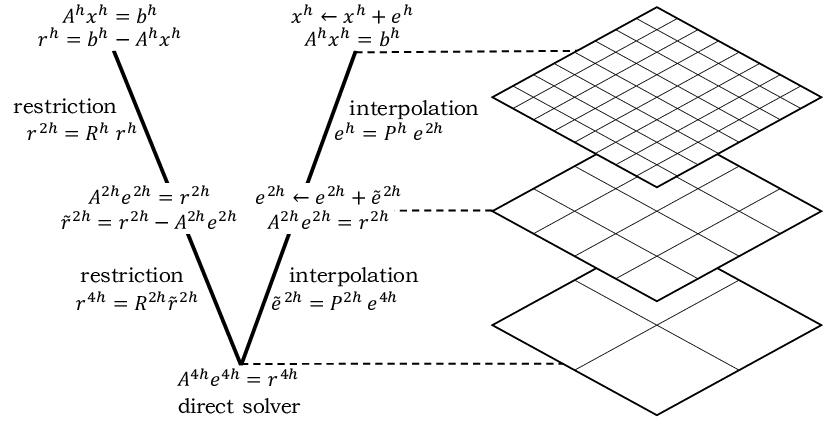 A^h x^h = b^h
r^h = b^h − A^h x^h
x^h ← x^h + e^h
A^h x^h = b^h
restriction
r^{2h} = R^h r^h
interpolation
e^h = P^h e^{2h}
A^{2h} e^{2h} = r^{2h}
r̃^{2h} = r^{2h} − A^{2h} e^{2h}
e^{2h} ← e^{2h} + ẽ^{2h}
A^{2h} e^{2h} = r^{2h}
restriction
r^{4h} = R^{2h} r̃^{2h}
interpolation
ẽ^{2h} = P^{2h} e^{4h}
A^{4h} e^{4h} = r^{4h}
direct solver